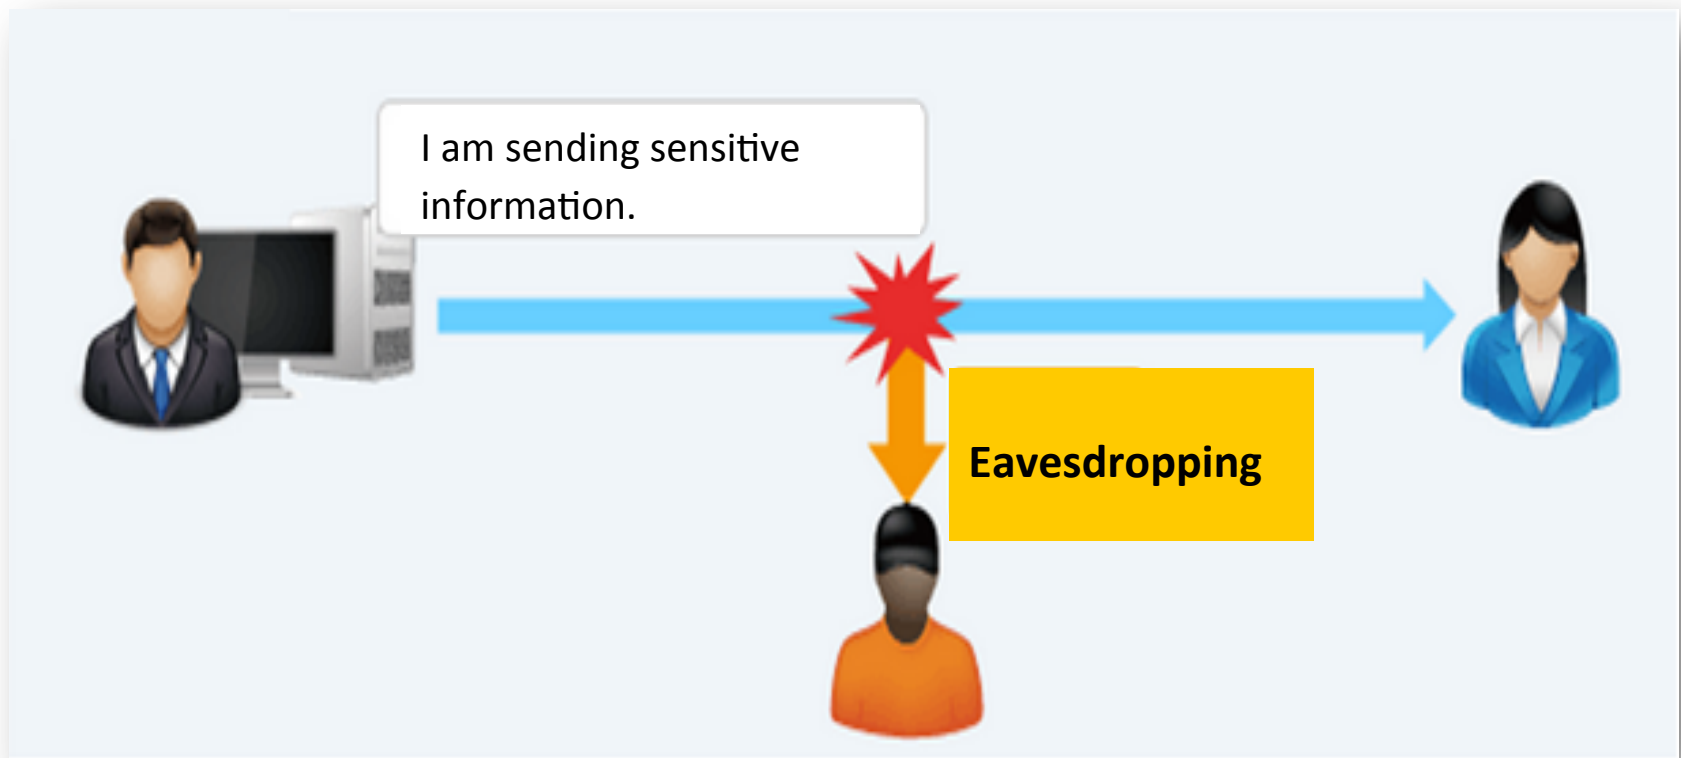 I am sending sensitive
information.
Eavesdropping